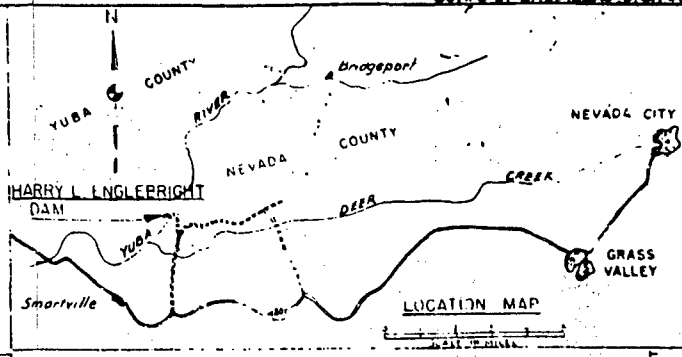 N
Bridgeport
YUBA COUNTY
RIVER
NEVADA CITY
NEVADA COUNTY
HARRY L. ENGLEBRIGHT
DAM
CREEK
DEER
YUBA
GRASS
VALLEY
Smartville
LOCATION MAP